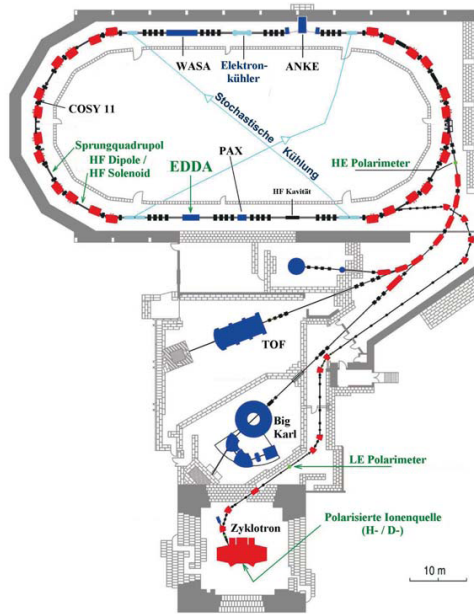 WASA
Elektron-
kühler
ANKE
COSY 11
Stochastische
Kühlung
Sprungquadrupol
HF Dipole /
HF Solenoid
EDDA
PAX
HF Kavität
HE Polarimeter
TOF
Big
Karl
LE Polarimeter
Zyklotron
Polarisierte Ionenquelle
(H- / D-)
10 m